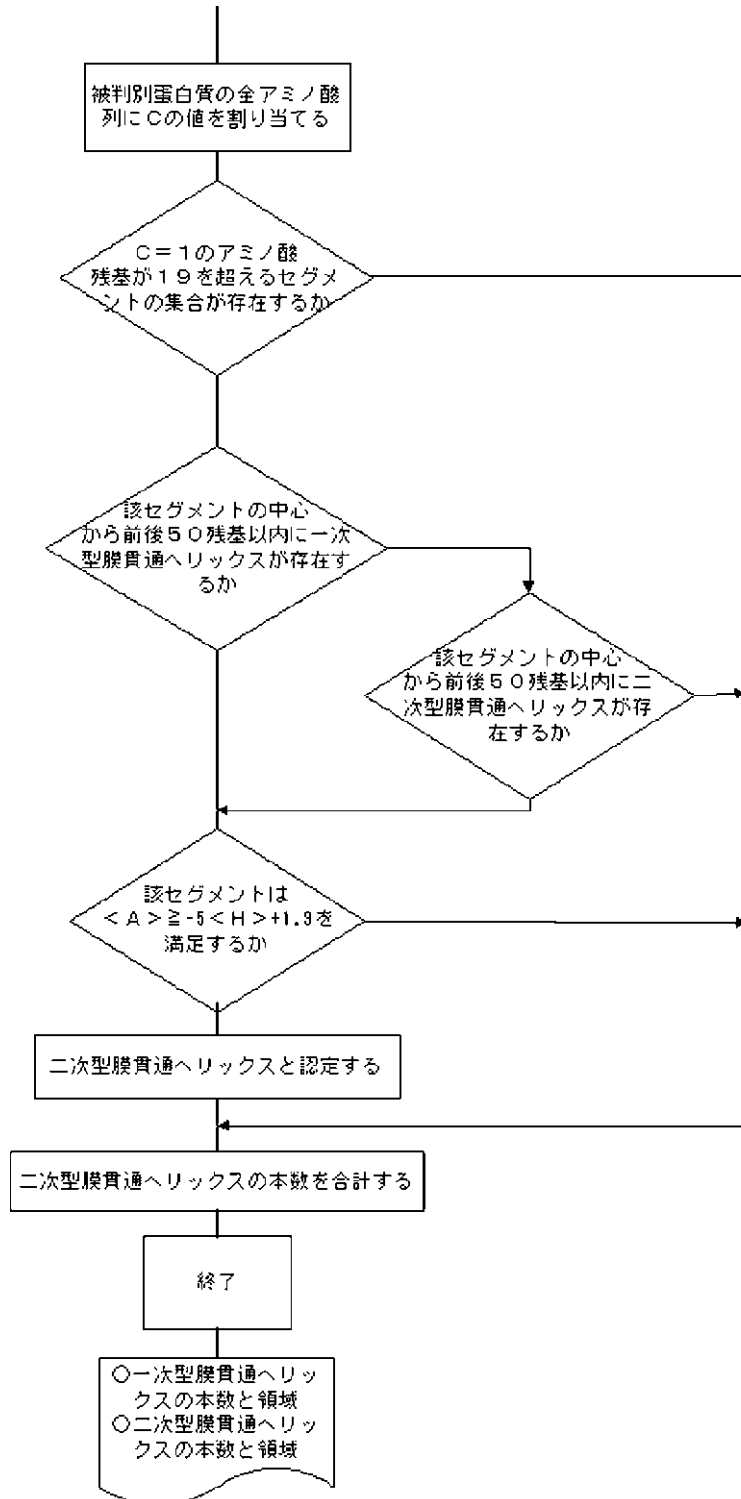 被判別蛋白質の全アミノ酸
列にCの値を割り当てる
C=1のアミノ酸
残基が19を超えるセグメ
ントの集合が存在するか
該セグメントの中心
から前後50残基以内に一次
型膜貫通ヘリックスが存在す
るか
該セグメントの中心
から前後50残基以内に二
次型膜貫通ヘリックスが存
在するか
該セグメントは
<A>≧-5<H>+1.9を
満足するか
二次型膜貫通ヘリックスと認定する
二次型膜貫通ヘリックスの本数を合計する
終了
○一次型膜貫通ヘリッ
クスの本数と領域
○二次型膜貫通ヘリッ
クスの本数と領域